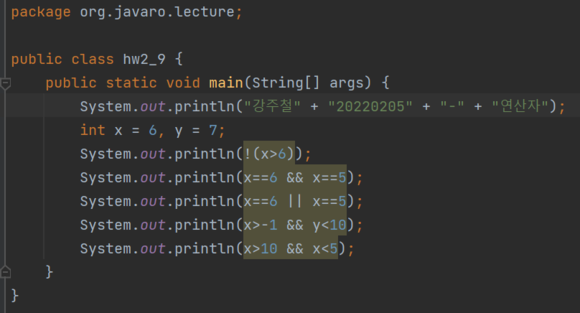 package org.javaro.lecture;
public class hw2_9 {
public static void main(String[] args) {
System.out.println("강주철" + "20220205" + "-" + "연산자");
int x = 6, y = 7;
System.out.println(!(x>6));
System.out.println(x==6 && x==5);
System.out.println(x==6 || x==5);
System.out.println(x>-1 && y<10);
System.out.println(x>10 && x<5);
}
}